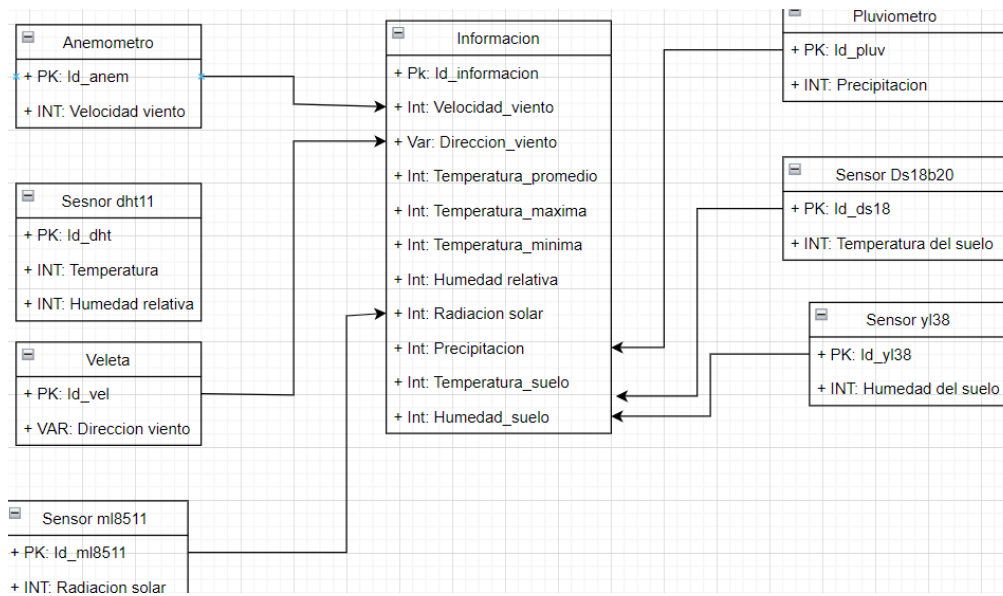 Anemometro
+ PK: Id_anem
+ INT: Velocidad viento
Sesnor dht11
+ PK: Id_dht
+ INT: Temperatura
+ INT: Humedad relativa
Veleta
+ PK: Id_vel
+ VAR: Direccion viento
Sensor ml8511
+ PK: Id_ml8511
+ INT: Radiacion solar
Informacion
+ Pk: Id_informacion
+ Int: Velocidad_viento
+ Var: Direccion_viento
+ Int: Temperatura_promedio
+ Int: Temperatura_maxima
+ Int: Temperatura_minima
+ Int: Humedad relativa
+ Int: Radiacion solar
+ Int: Precipitacion
+ Int: Temperatura_suelo
+ Int: Humedad_suelo
Pluviometro
+ PK: Id_pluv
+ INT: Precipitacion
Sensor Ds18b20
+ PK: Id_ds18
+ INT: Temperatura del suelo
Sensor yl38
+ PK: Id_yl38
+ INT: Humedad del suelo